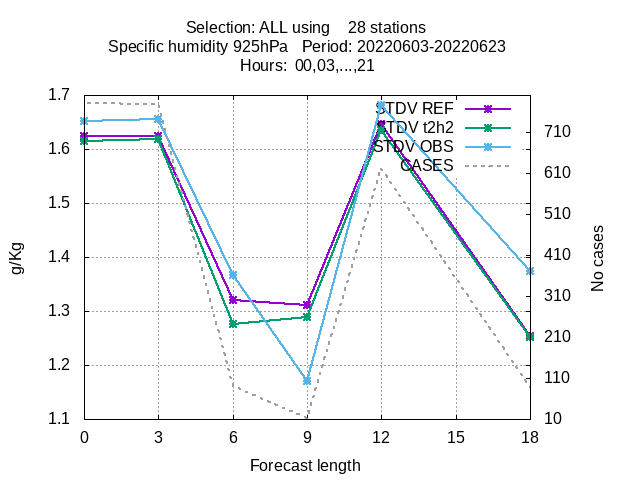 Selection: ALL using 28 stations
Specific humidity 925hPa Period: 20220603-20220623
Hours: 00,03,...,21
STDV REF
STDV t2h2
STDV OBS
CASES
1.7
1.6
1.5
1.4
1.3
1.2
1.1
g/Kg
710
610
510
410
310
210
110
10
No cases
0 3 6 9 12 15 18
Forecast length